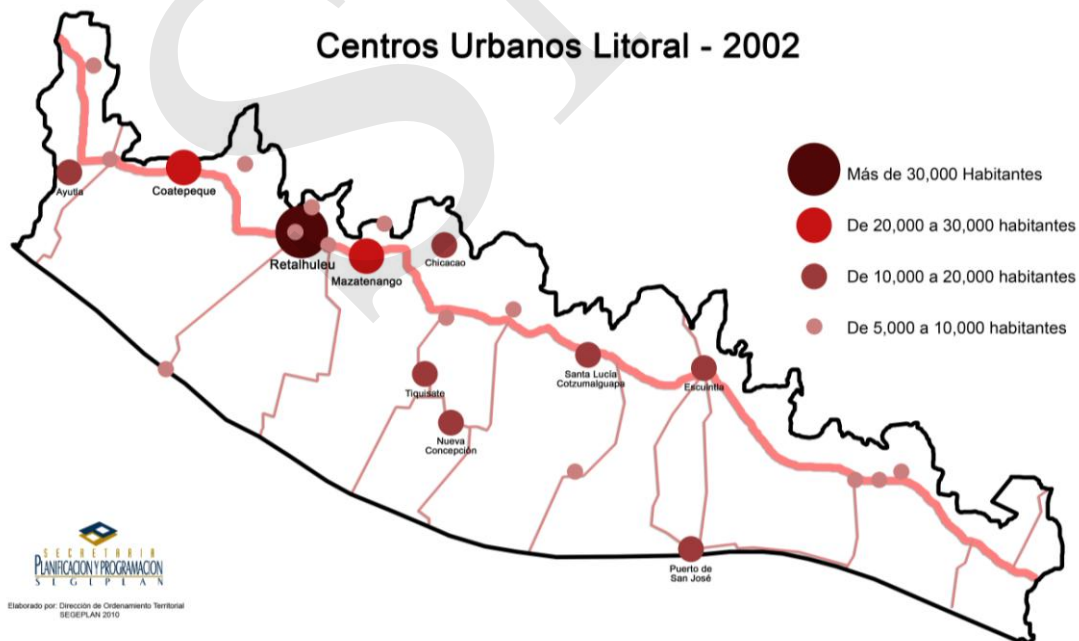 Centros Urbanos Litoral - 2002
Más de 30,000 Habitantes
De 20,000 a 30,000 habitantes
De 10,000 a 20,000 habitantes
De 5,000 a 10,000 habitantes
Ayutla
Coatepeque
Retalhuleu
Mazatenango
Chicacao
Tiquisate
Nueva
Concepción
Santa Lucía
Cotzumalguapa
Escuintla
Puerto de
San José
SECRETARIA
PLANIFICACION Y PROGRAMACION
SEGEPLAN
Elaborado por: Dirección de Ordenamiento Territorial
SEGEPLAN 2010